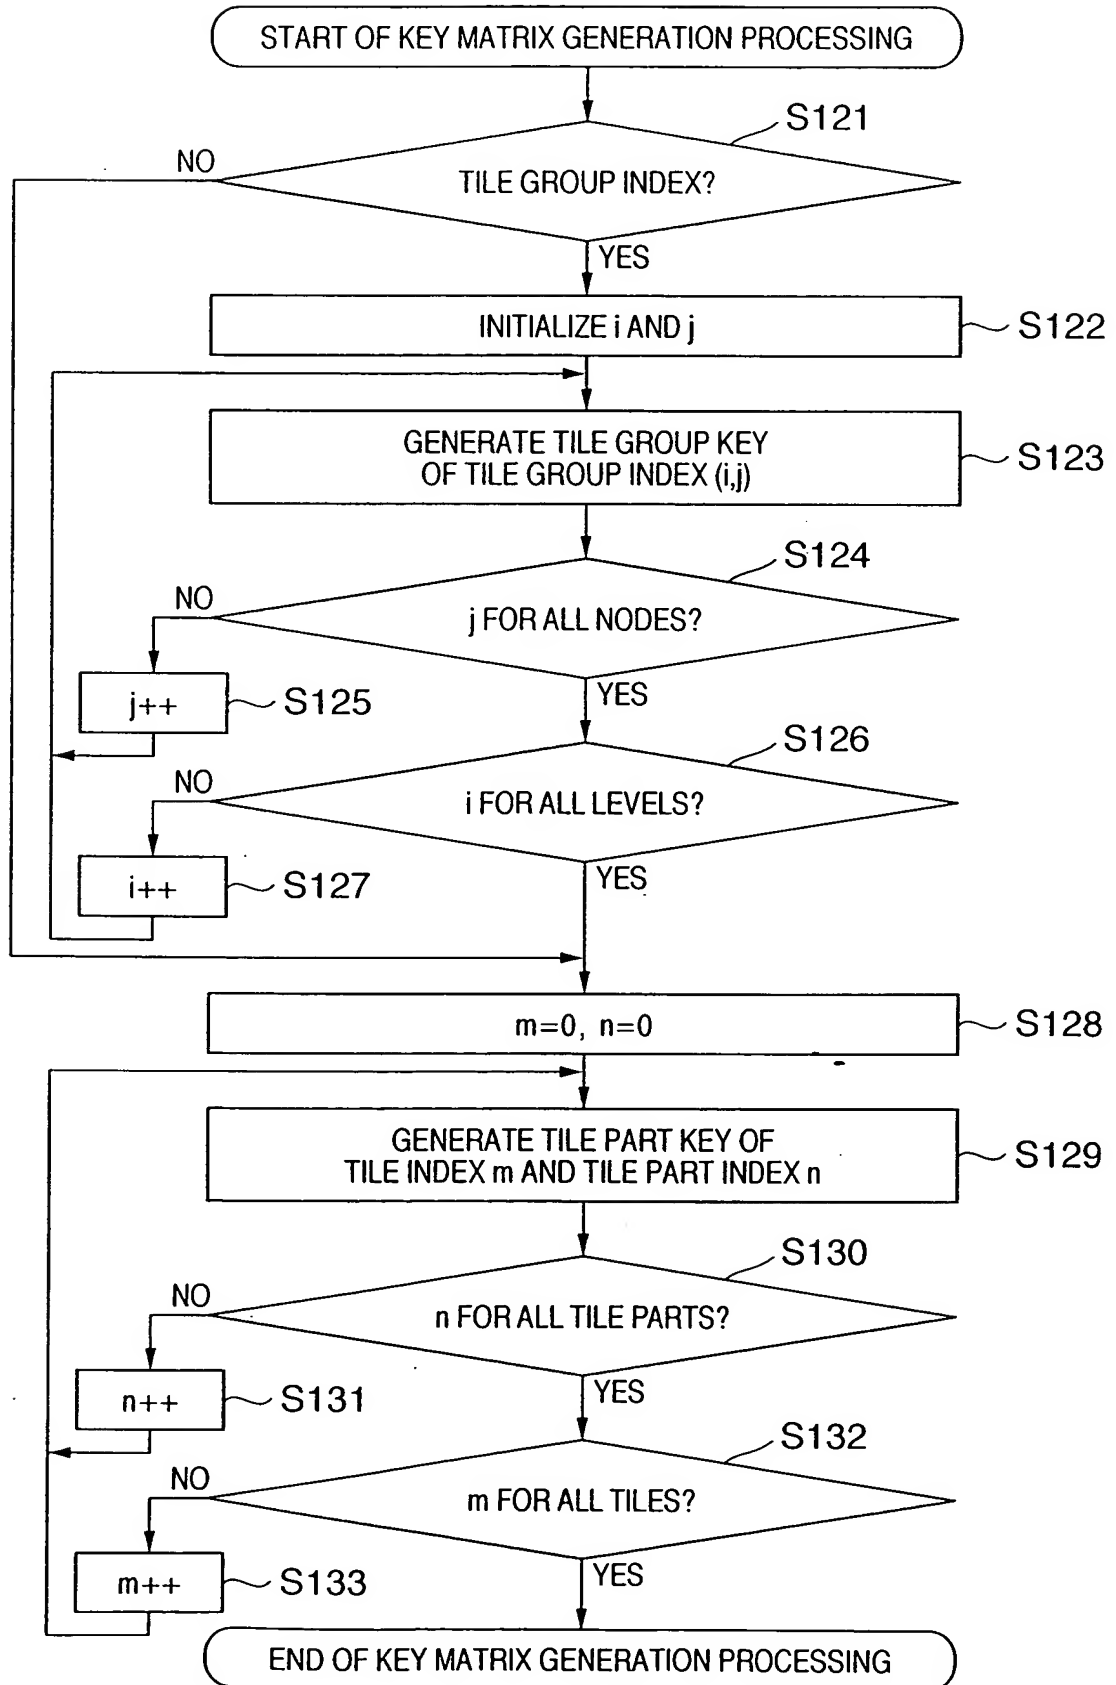 START OF KEY MATRIX GENERATION PROCESSING
S121
NO
TILE GROUP INDEX?
YES
INITIALIZE i AND j
S122
GENERATE TILE GROUP KEY
OF TILE GROUP INDEX (i,j)
S123
S124
NO
j FOR ALL NODES?
YES
j++
S125
S126
NO
i FOR ALL LEVELS?
YES
i++
S127
m=0, n=0
S128
GENERATE TILE PART KEY OF
TILE INDEX m AND TILE PART INDEX n
S129
S130
NO
n FOR ALL TILE PARTS?
YES
n++
S131
S132
NO
m FOR ALL TILES?
YES
m++
S133
END OF KEY MATRIX GENERATION PROCESSING